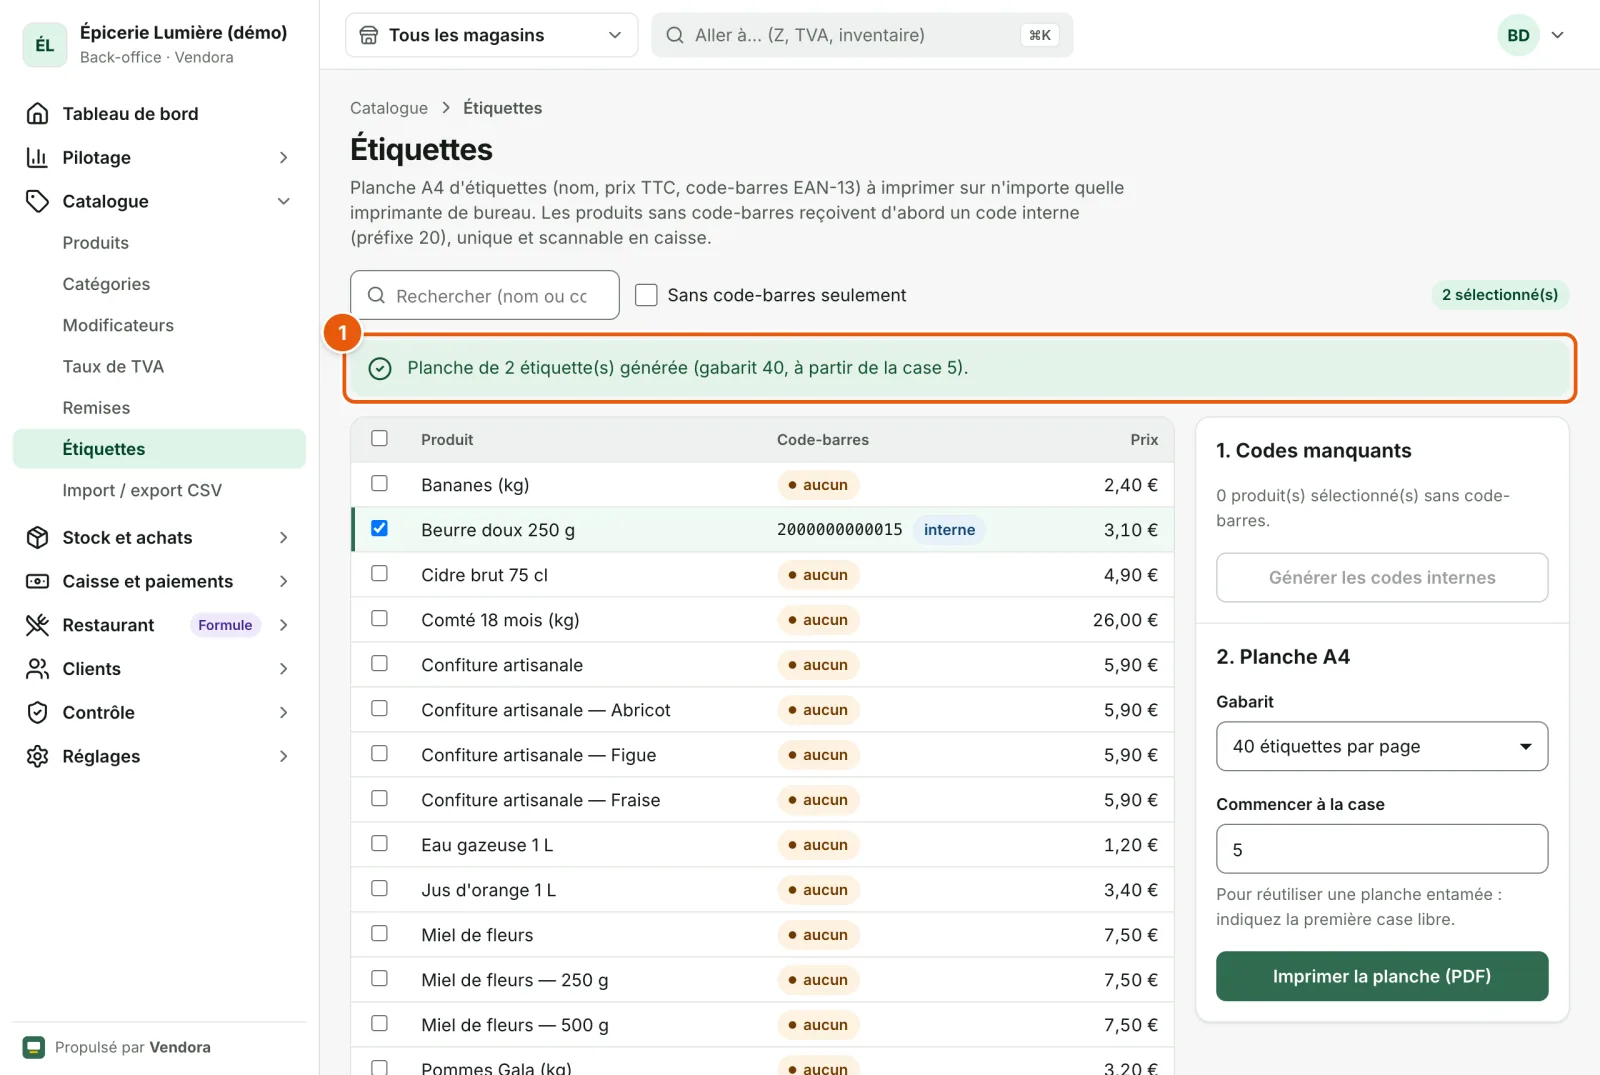 ÉL
Épicerie Lumière (démo)
Back-office · Vendora
Tableau de bord
Pilotage
Catalogue
Produits
Catégories
Modificateurs
Taux de TVA
Remises
Étiquettes
Import / export CSV
Stock et achats
Caisse et paiements
Restaurant Formule
Clients
Contrôle
Réglages
Propulsé par Vendora
Tous les magasins
Aller à... (Z, TVA, inventaire)
⌘K
BD
Catalogue > Étiquettes
Étiquettes
Planche A4 d'étiquettes (nom, prix TTC, code-barres EAN-13) à imprimer sur n'importe quelle
imprimante de bureau. Les produits sans code-barres reçoivent d'abord un code interne
(préfixe 20), unique et scannable en caisse.
Rechercher (nom ou cc
Sans code-barres seulement
2 sélectionné(s)
1
Planche de 2 étiquette(s) générée (gabarit 40, à partir de la case 5).
Produit Code-barres Prix
Bananes (kg) aucun 2,40 €
Beurre doux 250 g 2000000000015 interne 3,10 €
Cidre brut 75 cl aucun 4,90 €
Comté 18 mois (kg) aucun 26,00 €
Confiture artisanale aucun 5,90 €
Confiture artisanale — Abricot aucun 5,90 €
Confiture artisanale — Figue aucun 5,90 €
Confiture artisanale — Fraise aucun 5,90 €
Eau gazeuse 1 L aucun 1,20 €
Jus d'orange 1 L aucun 3,40 €
Miel de fleurs aucun 7,50 €
Miel de fleurs — 250 g aucun 7,50 €
Miel de fleurs — 500 g aucun 7,50 €
Pommes Gala (kg) aucun 3,20 €
1. Codes manquants
0 produit(s) sélectionné(s) sans code-
barres.
Générer les codes internes
2. Planche A4
Gabarit
40 étiquettes par page
Commencer à la case
5
Pour réutiliser une planche entamée :
indiquez la première case libre.
Imprimer la planche (PDF)